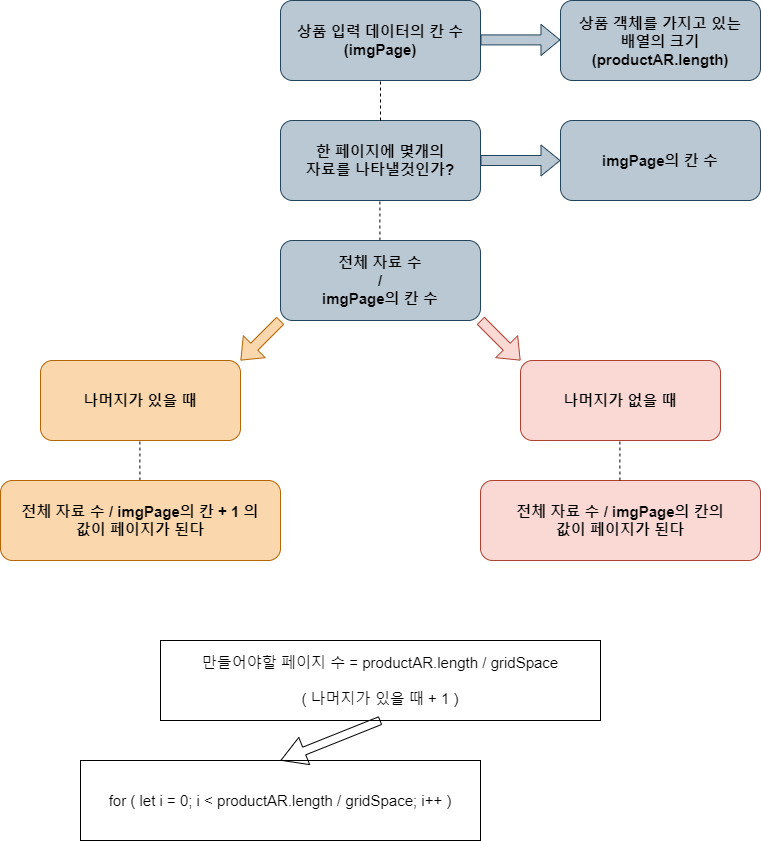 상품 입력 데이터의 칸 수
(imgPage)
상품 객체를 가지고 있는
배열의 크기
(productAR.length)
한 페이지에 몇개의
자료를 나타낼것인가?
imgPage의 칸 수
전체 자료 수
/
imgPage의 칸 수
나머지가 있을 때
나머지가 없을 때
전체 자료 수 / imgPage의 칸 + 1 의
값이 페이지가 된다
전체 자료 수 / imgPage의 칸의
값이 페이지가 된다
만들어야할 페이지 수 = productAR.length / gridSpace
( 나머지가 있을 때 + 1 )
for ( let i = 0; i < productAR.length / gridSpace; i++ )